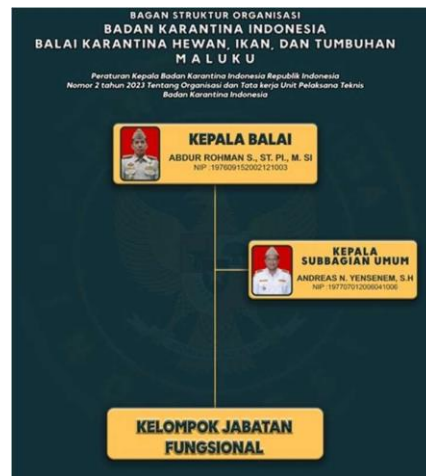 BAGAN STRUKTUR ORGANISASI
BADAN KARANTINA INDONESIA
BALAI KARANTINA HEWAN, IKAN, DAN TUMBUHAN
MALUKU
Peraturan Kepala Badan Karantina Indonesia Republik Indonesia
Nomor 2 tahun 2023 Tentang Organisasi dan Tata kerja Unit Pelaksana Teknis
Badan Karantina Indonesia
KEPALA BALAI
ABDUR ROHMAN S., ST. PI., M. SI
NIP :197609152002121003
KEPALA
SUBBAGIAN UMUM
ANDREAS N. YENSENEM, S.H
NIP :197707012006041006
KELOMPOK JABATAN
FUNGSIONAL